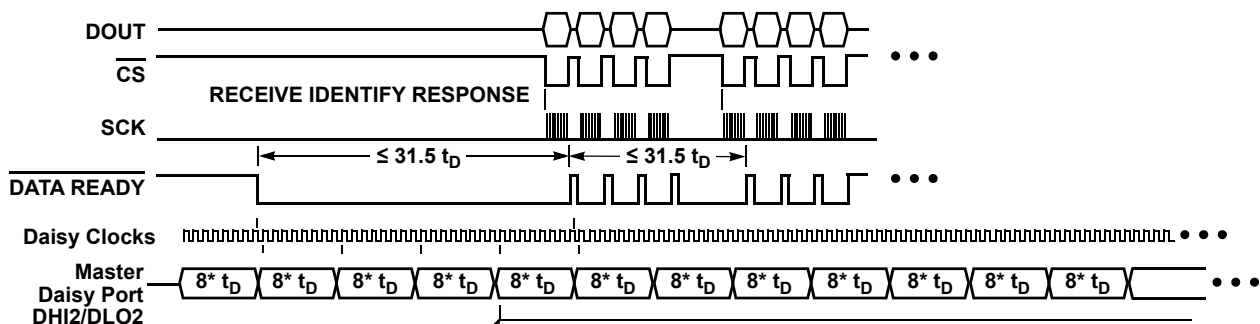 DOUT
CS
RECEIVE IDENTIFY RESPONSE
SCK
≤ 31.5 tD ≤ 31.5 tD
DATA READY
Daisy Clocks
Master
Daisy Port
DHI2/DLO2
8* tD 8* tD 8* tD 8* tD 8* tD 8* tD 8* tD 8* tD 8* tD 8* tD 8* tD 8* tD